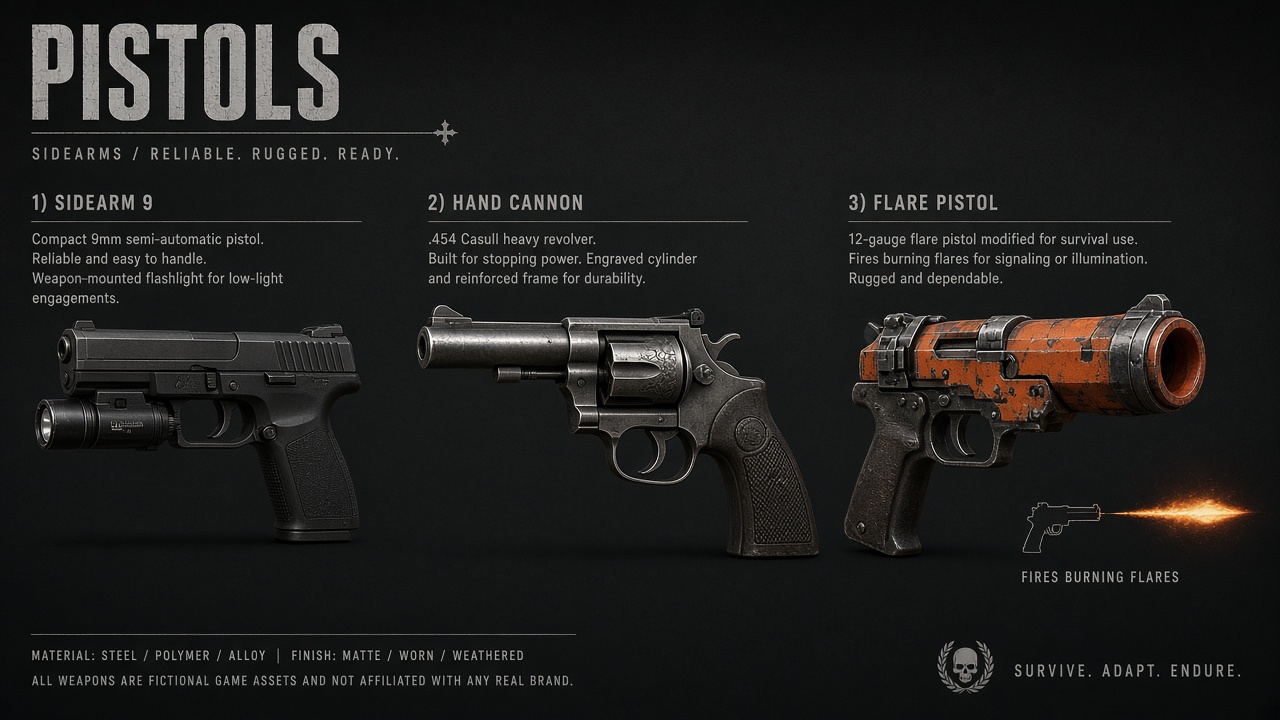 PISTOLS
SIDEARMS / RELIABLE. RUGGED. READY.
1) SIDEARM 9
Compact 9mm semi-automatic pistol.
Reliable and easy to handle.
Weapon-mounted flashlight for low-light
engagements.
2) HAND CANNON
.454 Casull heavy revolver.
Built for stopping power. Engraved cylinder
and reinforced frame for durability.
3) FLARE PISTOL
12-gauge flare pistol modified for survival use.
Fires burning flares for signaling or illumination.
Rugged and dependable.
FIRES BURNING FLARES
MATERIAL: STEEL / POLYMER / ALLOY | FINISH: MATTE / WORN / WEATHERED
ALL WEAPONS ARE FICTIONAL GAME ASSETS AND NOT AFFILIATED WITH ANY REAL BRAND.
SURVIVE. ADAPT. ENDURE.